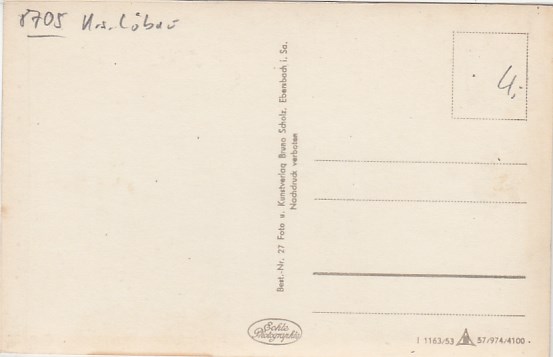 8705 Krs. Löbau
4,-
Best.-Nr. 27 Foto u. Kunstverlag Bruno Scholz, Ebersbach i. Sa.
Nachdruck verboten
Echte
Photographie
I 1163/53 57/974/4100